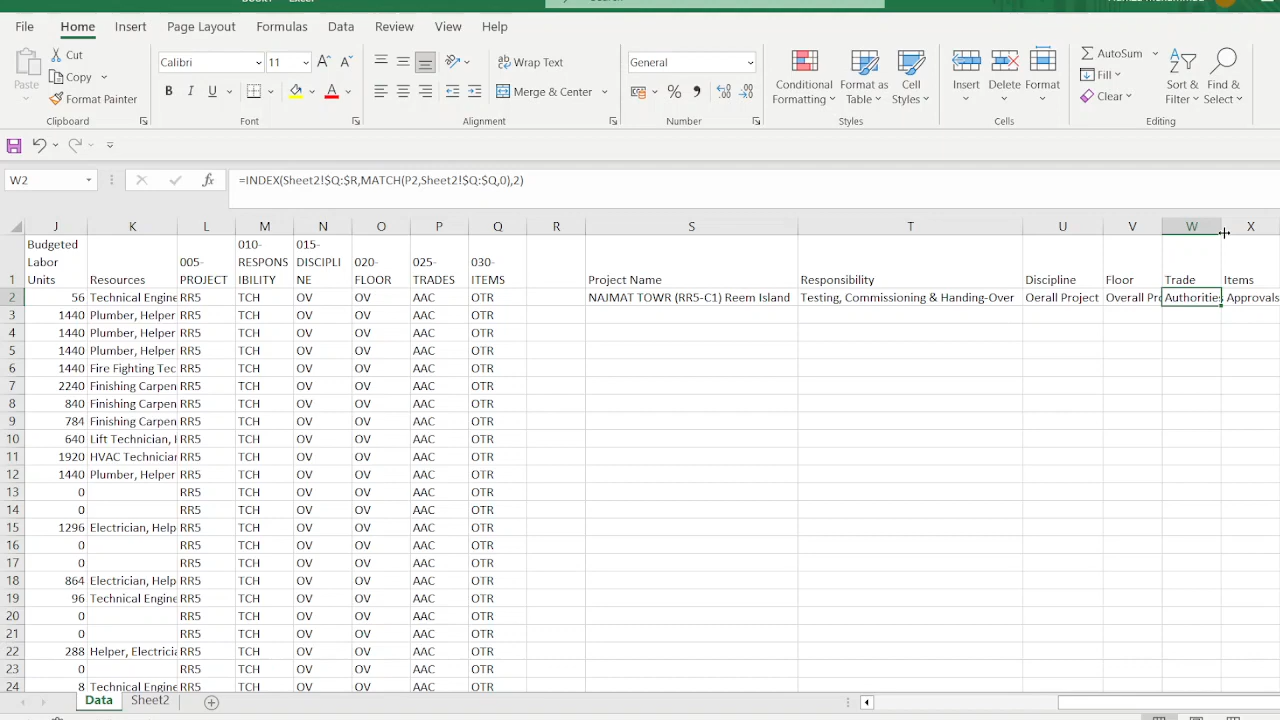 File Home Insert Page Layout Formulas Data Review View Help
Paste Cut Copy Format Painter Clipboard
Calibri 11 Font
Wrap Text Merge & Center Alignment
General Number
Conditional Formatting Format as Table Cell Styles Styles
Insert Delete Format Cells
AutoSum Fill Clear Sort & Filter Find & Select Editing
W2 fx =INDEX(Sheet2!$Q:$R,MATCH(P2,Sheet2!$Q:$Q,0),2)
J K L M N O P Q R S T U V W X
1 Budgeted Labor Units Resources 005-PROJECT 010-RESPONSIBILITY 015-DISCIPLINE 020-FLOOR 025-TRADES 030-ITEMS Project Name Responsibility Discipline Floor Trade Items
2 56 Technical Engine RR5 TCH OV OV AAC OTR NAJMAT TOWR (RR5-C1) Reem Island Testing, Commissioning & Handing-Over Oerall Project Overall Pro Authorities Approvals
3 1440 Plumber, Helper RR5 TCH OV OV AAC OTR
4 1440 Plumber, Helper RR5 TCH OV OV AAC OTR
5 1440 Plumber, Helper RR5 TCH OV OV AAC OTR
6 1440 Fire Fighting Tec RR5 TCH OV OV AAC OTR
7 2240 Finishing Carpen RR5 TCH OV OV AAC OTR
8 840 Finishing Carpen RR5 TCH OV OV AAC OTR
9 784 Finishing Carpen RR5 TCH OV OV AAC OTR
10 640 Lift Technician, RR5 TCH OV OV AAC OTR
11 1920 HVAC Technician RR5 TCH OV OV AAC OTR
12 1440 Plumber, Helper RR5 TCH OV OV AAC OTR
13 0 RR5 TCH OV OV AAC OTR
14 0 RR5 TCH OV OV AAC OTR
15 1296 Electrician, Help RR5 TCH OV OV AAC OTR
16 0 RR5 TCH OV OV AAC OTR
17 0 RR5 TCH OV OV AAC OTR
18 864 Electrician, Help RR5 TCH OV OV AAC OTR
19 96 Technical Engine RR5 TCH OV OV AAC OTR
20 0 RR5 TCH OV OV AAC OTR
21 0 RR5 TCH OV OV AAC OTR
22 288 Helper, Electricia RR5 TCH OV OV AAC OTR
23 0 RR5 TCH OV OV AAC OTR
24 8 Technical Engine RR5 TCH OV OV AAC OTR
Data Sheet2